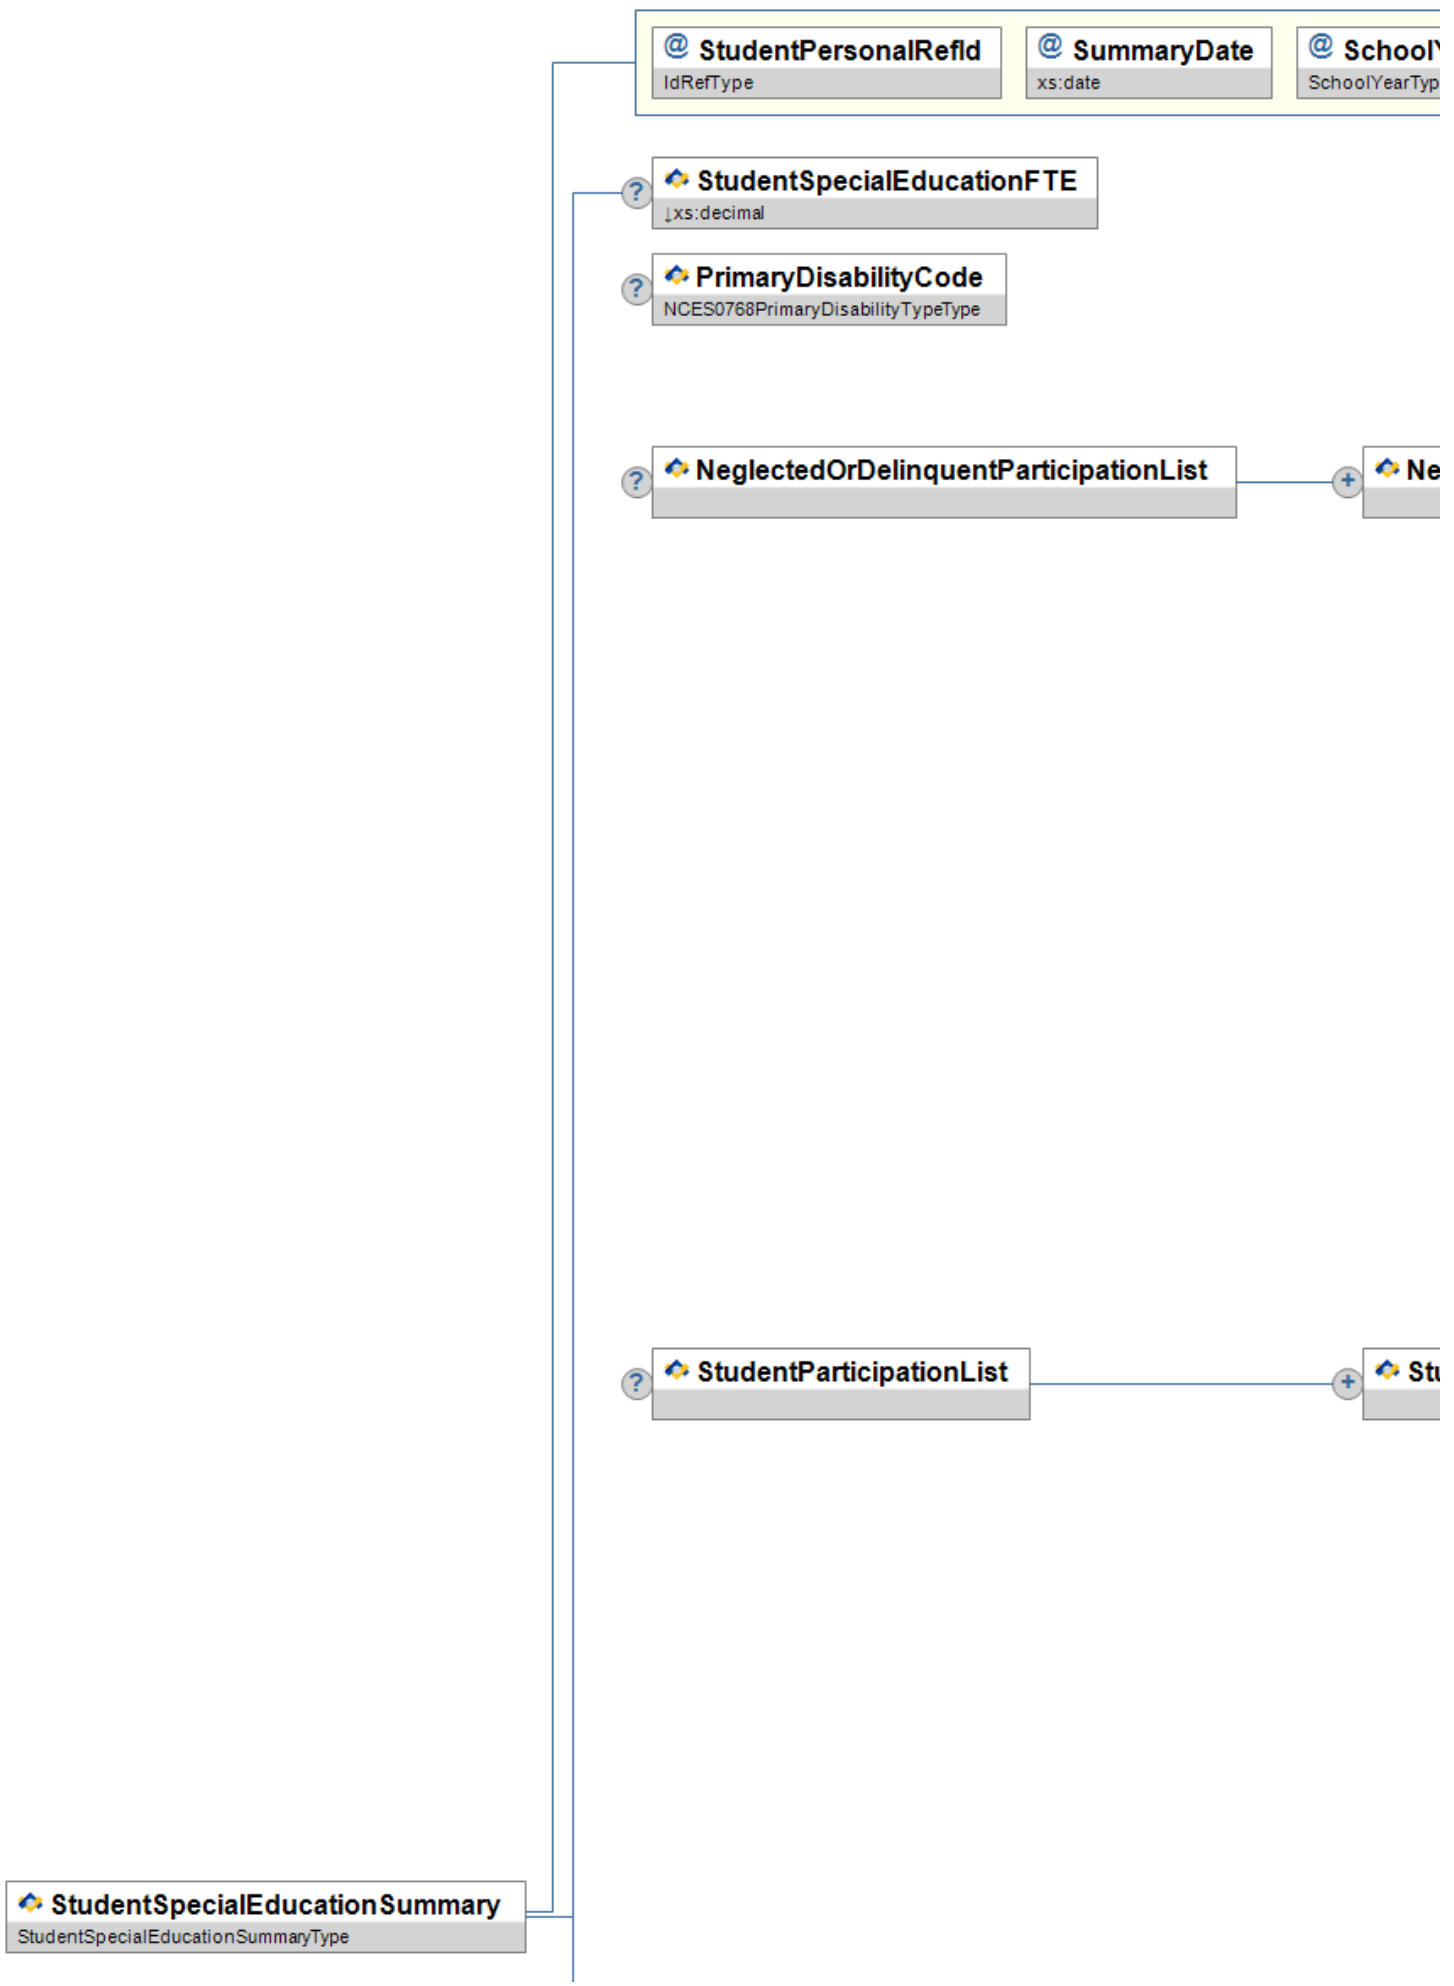 @ StudentPersonalRefId
IdRefType
@ SummaryDate
xs:date
@
? StudentSpecialEducationFTE
↓xs:decimal
? PrimaryDisabilityCode
NCES0768PrimaryDisabilityTypeType
? NeglectedOrDelinquentParticipationList
+
? StudentParticipationList
+
StudentSpecialEducationSummary
StudentSpecialEducationSummaryType